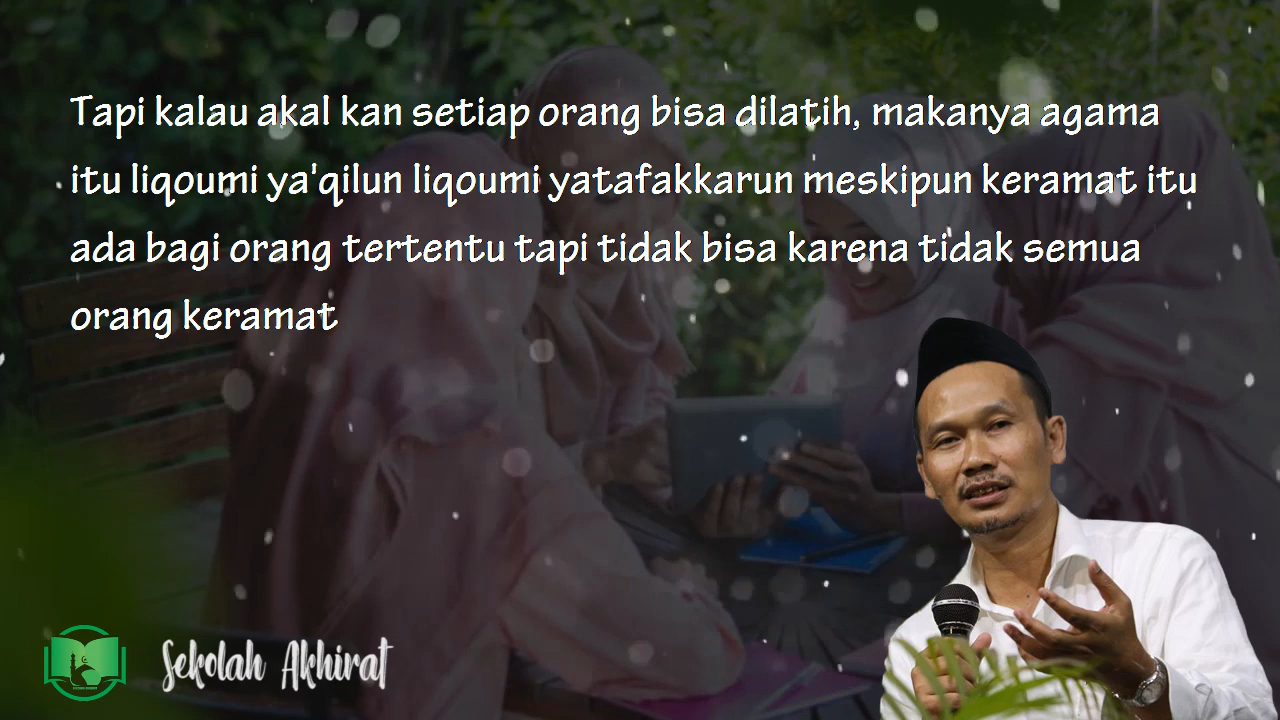 Tapi kalau akal kan setiap orang bisa dilatih, makanya agama
itu liqoumi ya'qilun liqoumi yatafakkarun meskipun keramat itu
ada bagi orang tertentu tapi tidak bisa karena tidak semua
orang keramat
Sekolah Akhirat